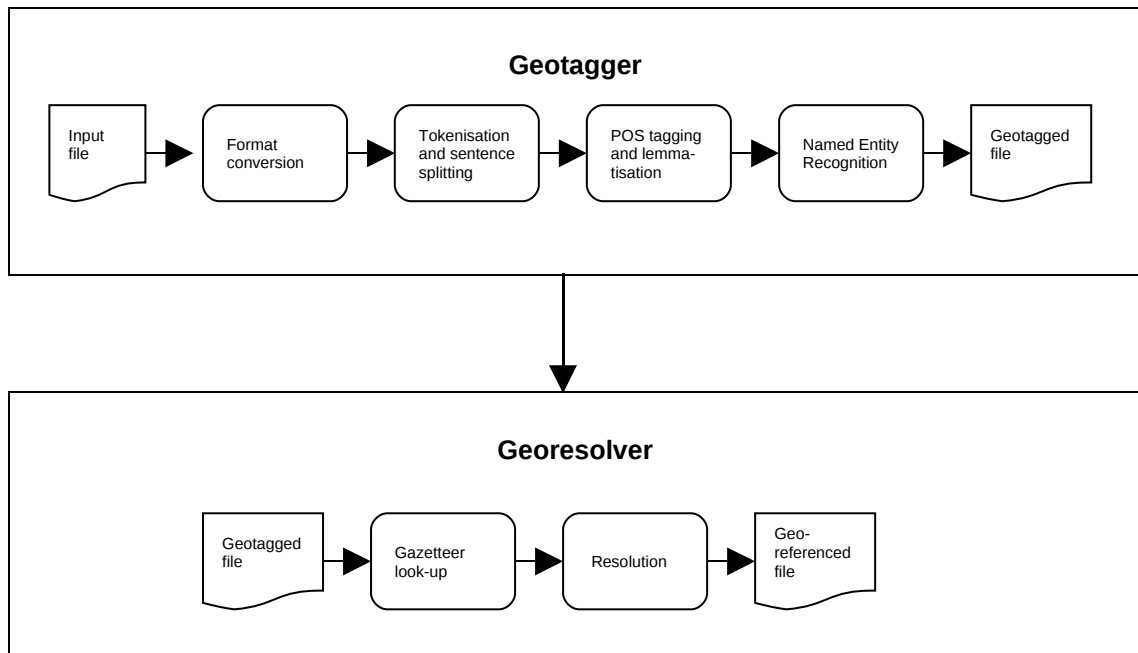 Geotagger
Input
file
Format
conversion
Tokenisation
and sentence
splitting
POS tagging
and lemma-
tisation
Named Entity
Recognition
Geotagged
file
Georesolver
Geotagged
file
Gazetteer
look-up
Resolution
Geo-
referenced
file